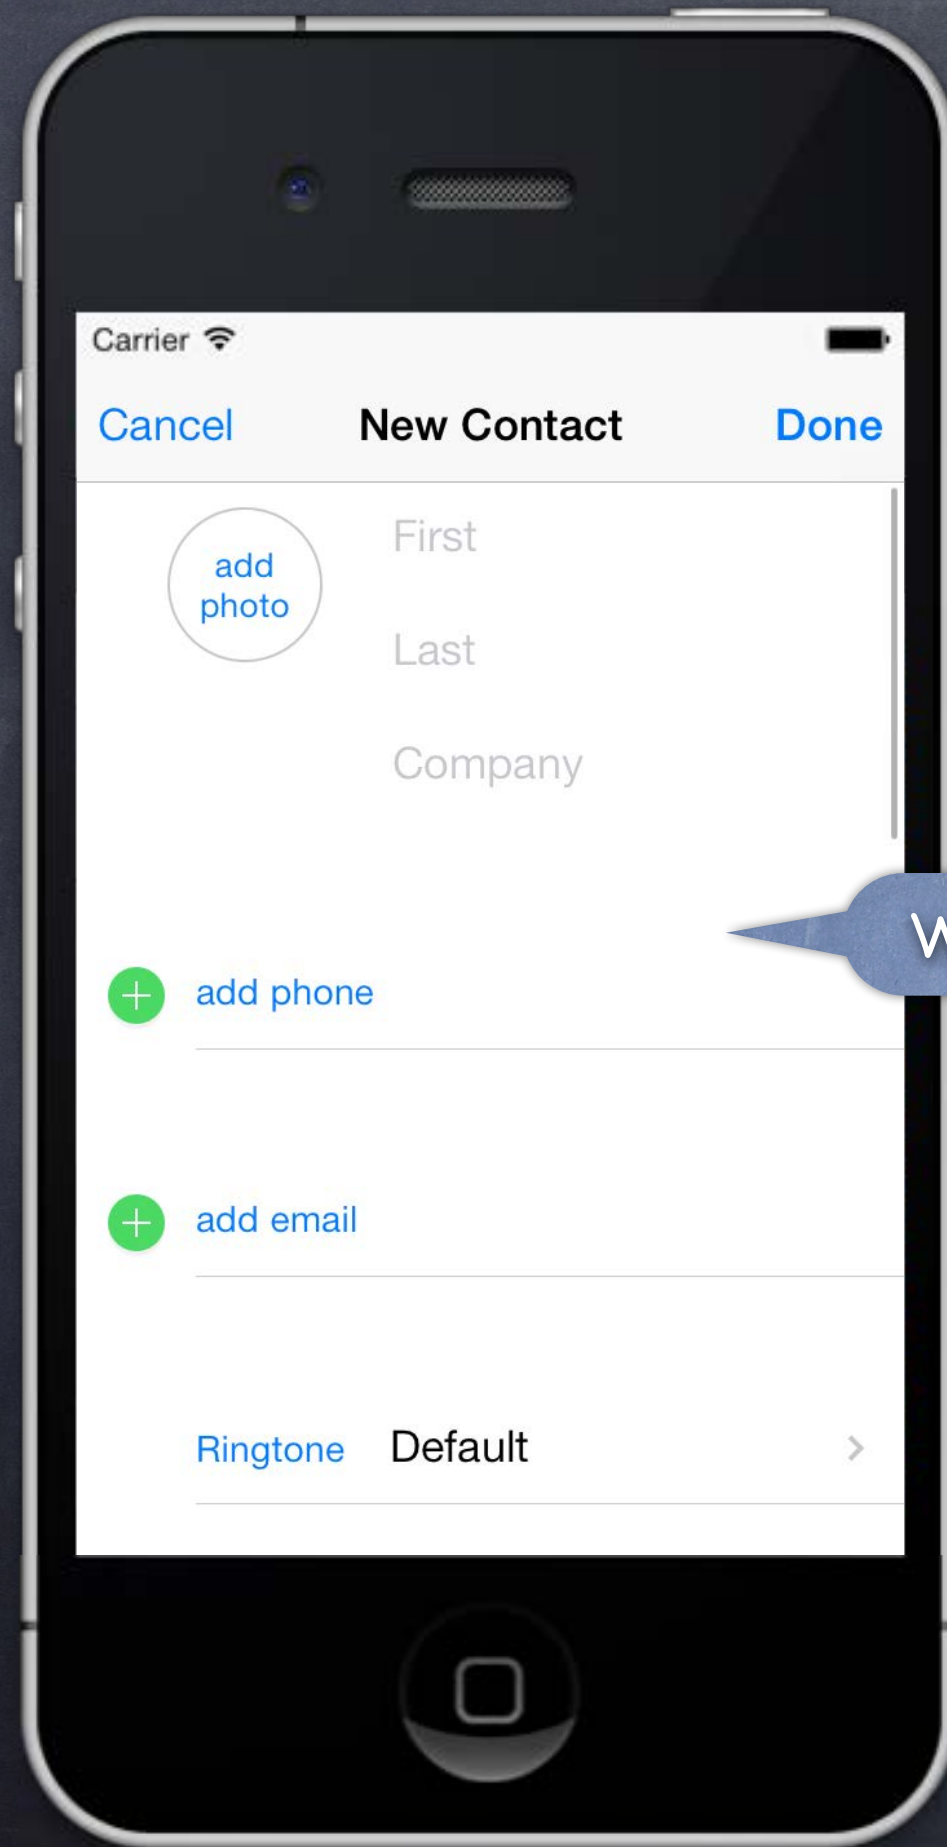 Carrier
Cancel New Contact Done
add
photo
First
Last
Company
add phone
add email
Ringtone Default